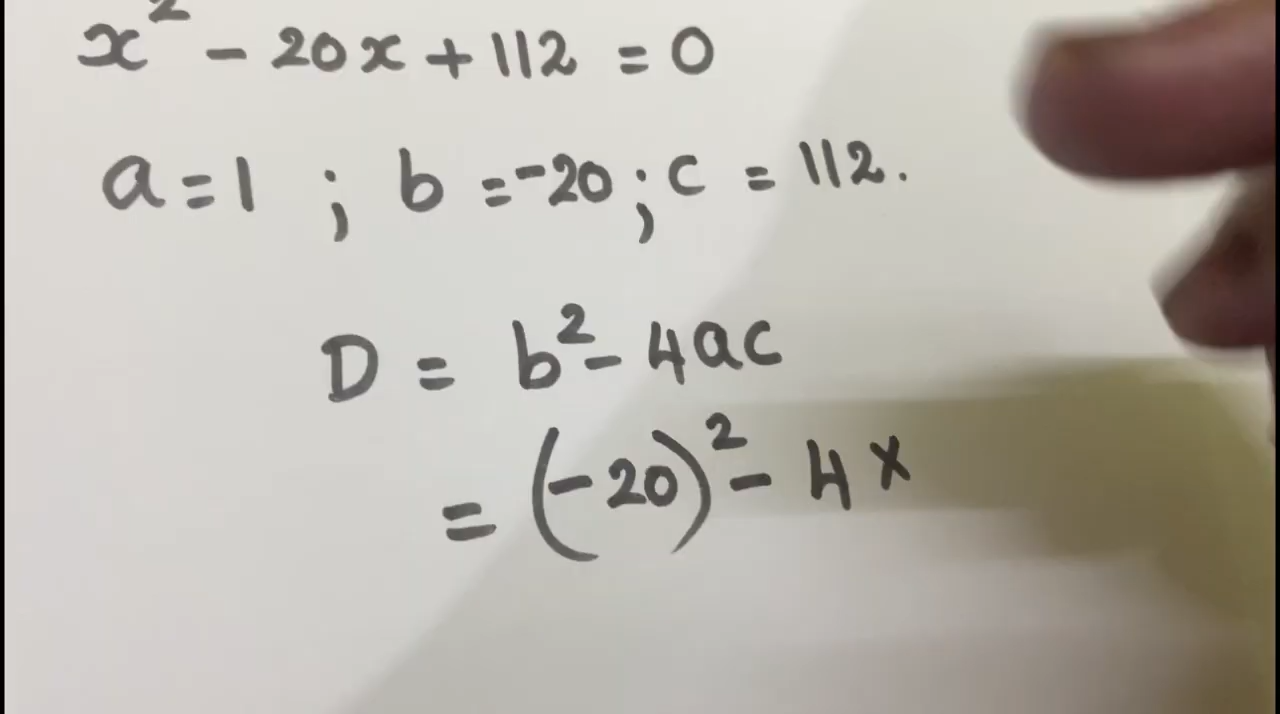 x² - 20x + 112 = 0
a = 1 ; b = -20 ; c = 112.
D = b² - 4ac
= (-20)² - 4 ×